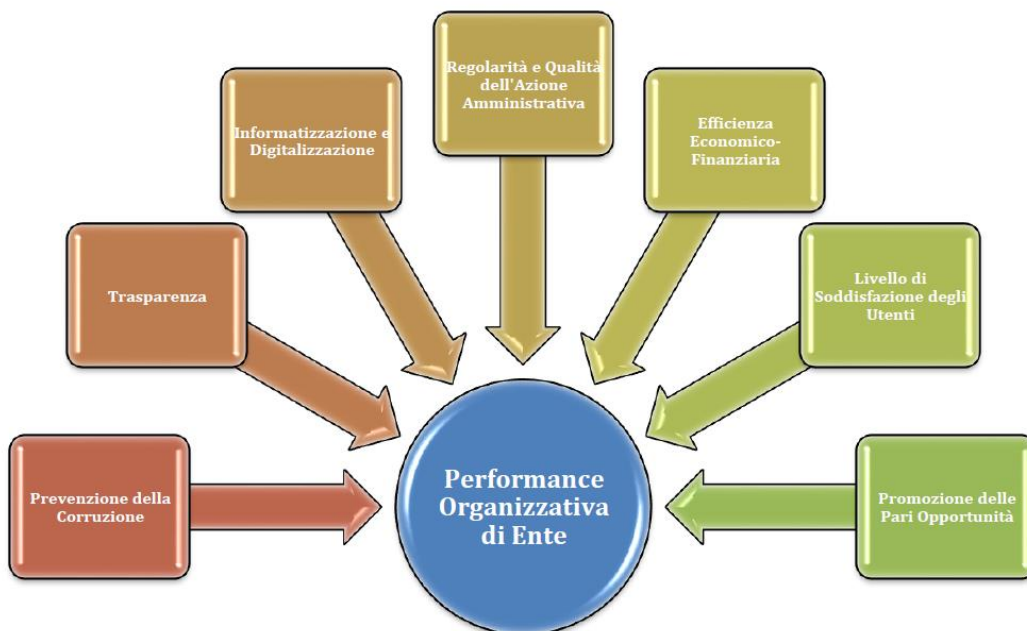 Regolarità e Qualità
dell'Azione
Amministrativa
Informatizzazione e
Digitalizzazione
Efficienza
Economico-
Finanziaria
Trasparenza
Livello di
Soddisfazione degli
Utenti
Prevenzione della
Corruzione
Performance
Organizzativa
di Ente
Promozione delle
Pari Opportunità